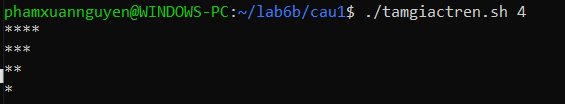 phamxuannguyen@WINDOWS-PC:~/lab6b/cau1$ ./tamgiactren.sh 4
****
***
**
*